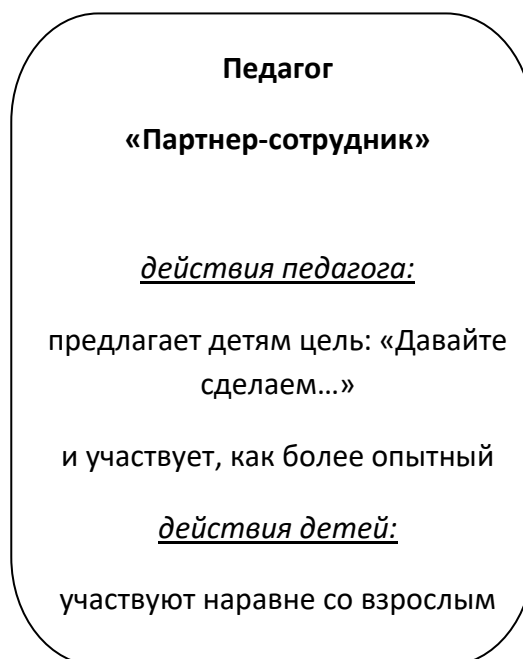 Педагог
«Партнер-сотрудник»
действия педагога:
предлагает детям цель: «Давайте
сделаем…»
и участвует, как более опытный
действия детей:
участвуют наравне со взрослым